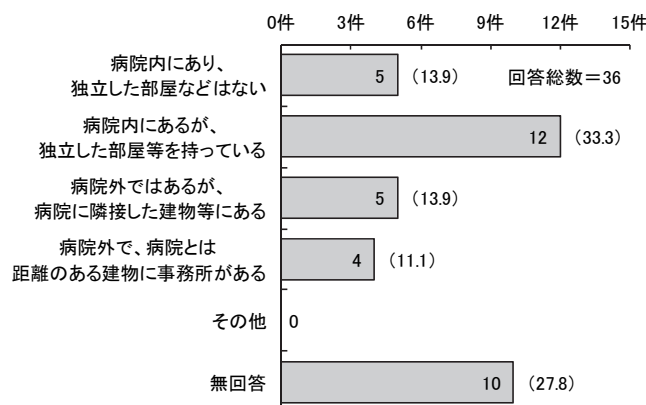 0件 3件 6件 9件 12件 15件
病院内にあり、
独立した部屋などはない
5 （13.9）
回答総数＝36
病院内にあるが、
独立した部屋等を持っている
12 （33.3）
病院外ではあるが、
病院に隣接した建物等にある
5 （13.9）
病院外で、病院とは
距離のある建物に事務所がある
4 （11.1）
その他 0
無回答 10 （27.8）